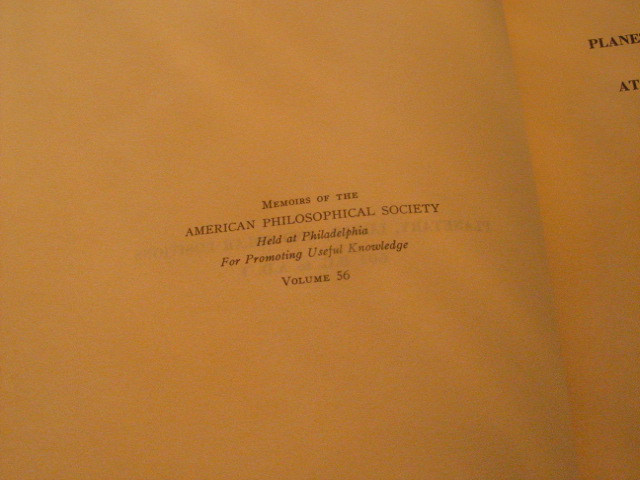 MEMOIRS OF THE
AMERICAN PHILOSOPHICAL SOCIETY
Held at Philadelphia
For Promoting Useful Knowledge
VOLUME 56
PLANE
AT